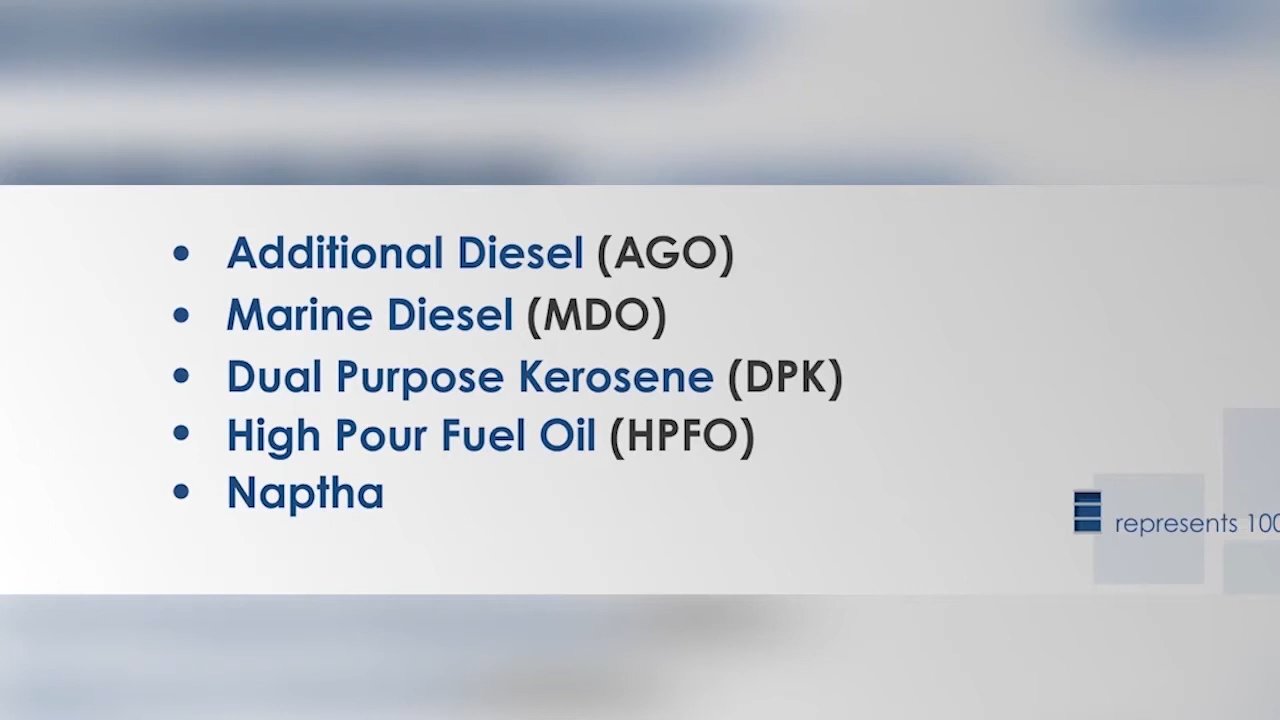 • Additional Diesel (AGO)
• Marine Diesel (MDO)
• Dual Purpose Kerosene (DPK)
• High Pour Fuel Oil (HPFO)
• Naptha
represents 100